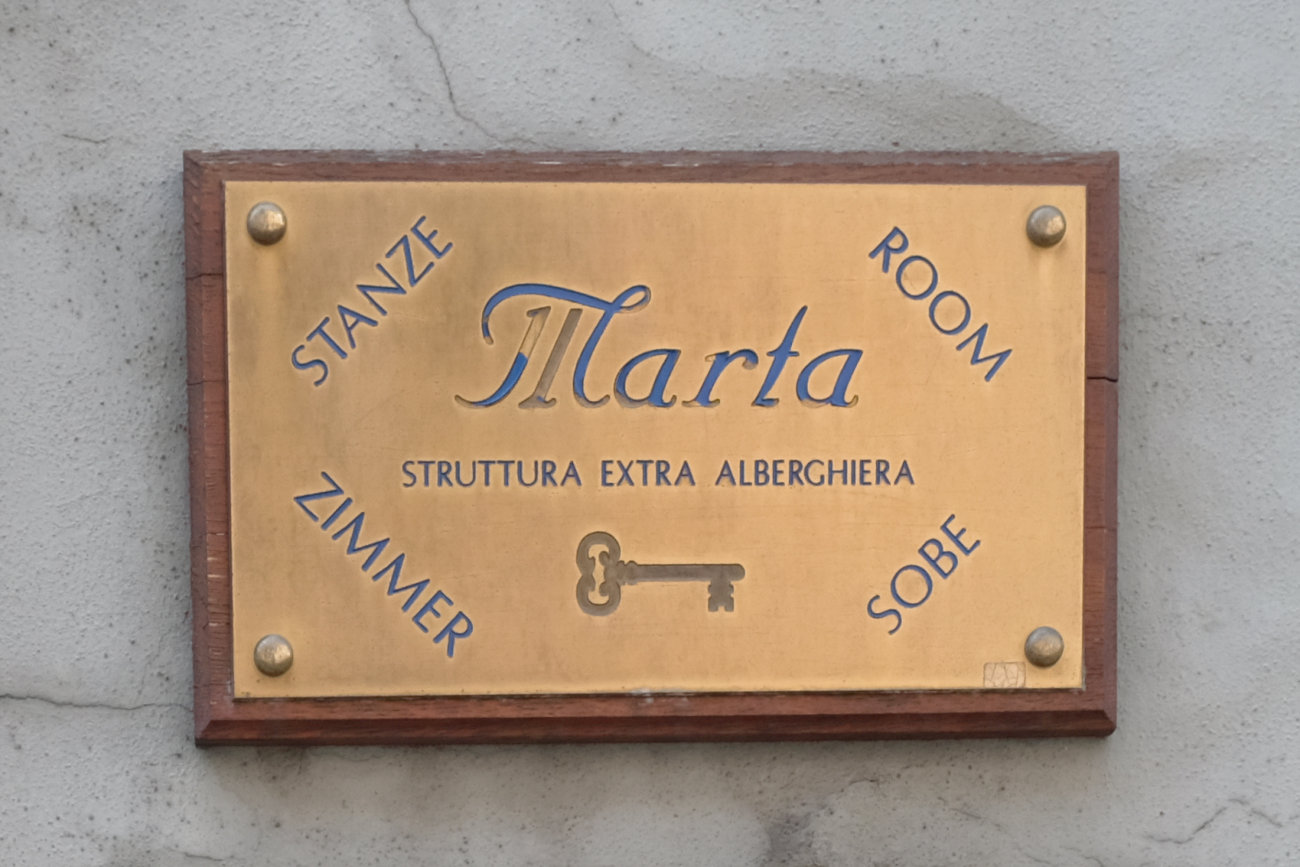 STANZE
ROOM
Marta
STRUTTURA EXTRA ALBERGHIERA
ZIMMER
SOBE